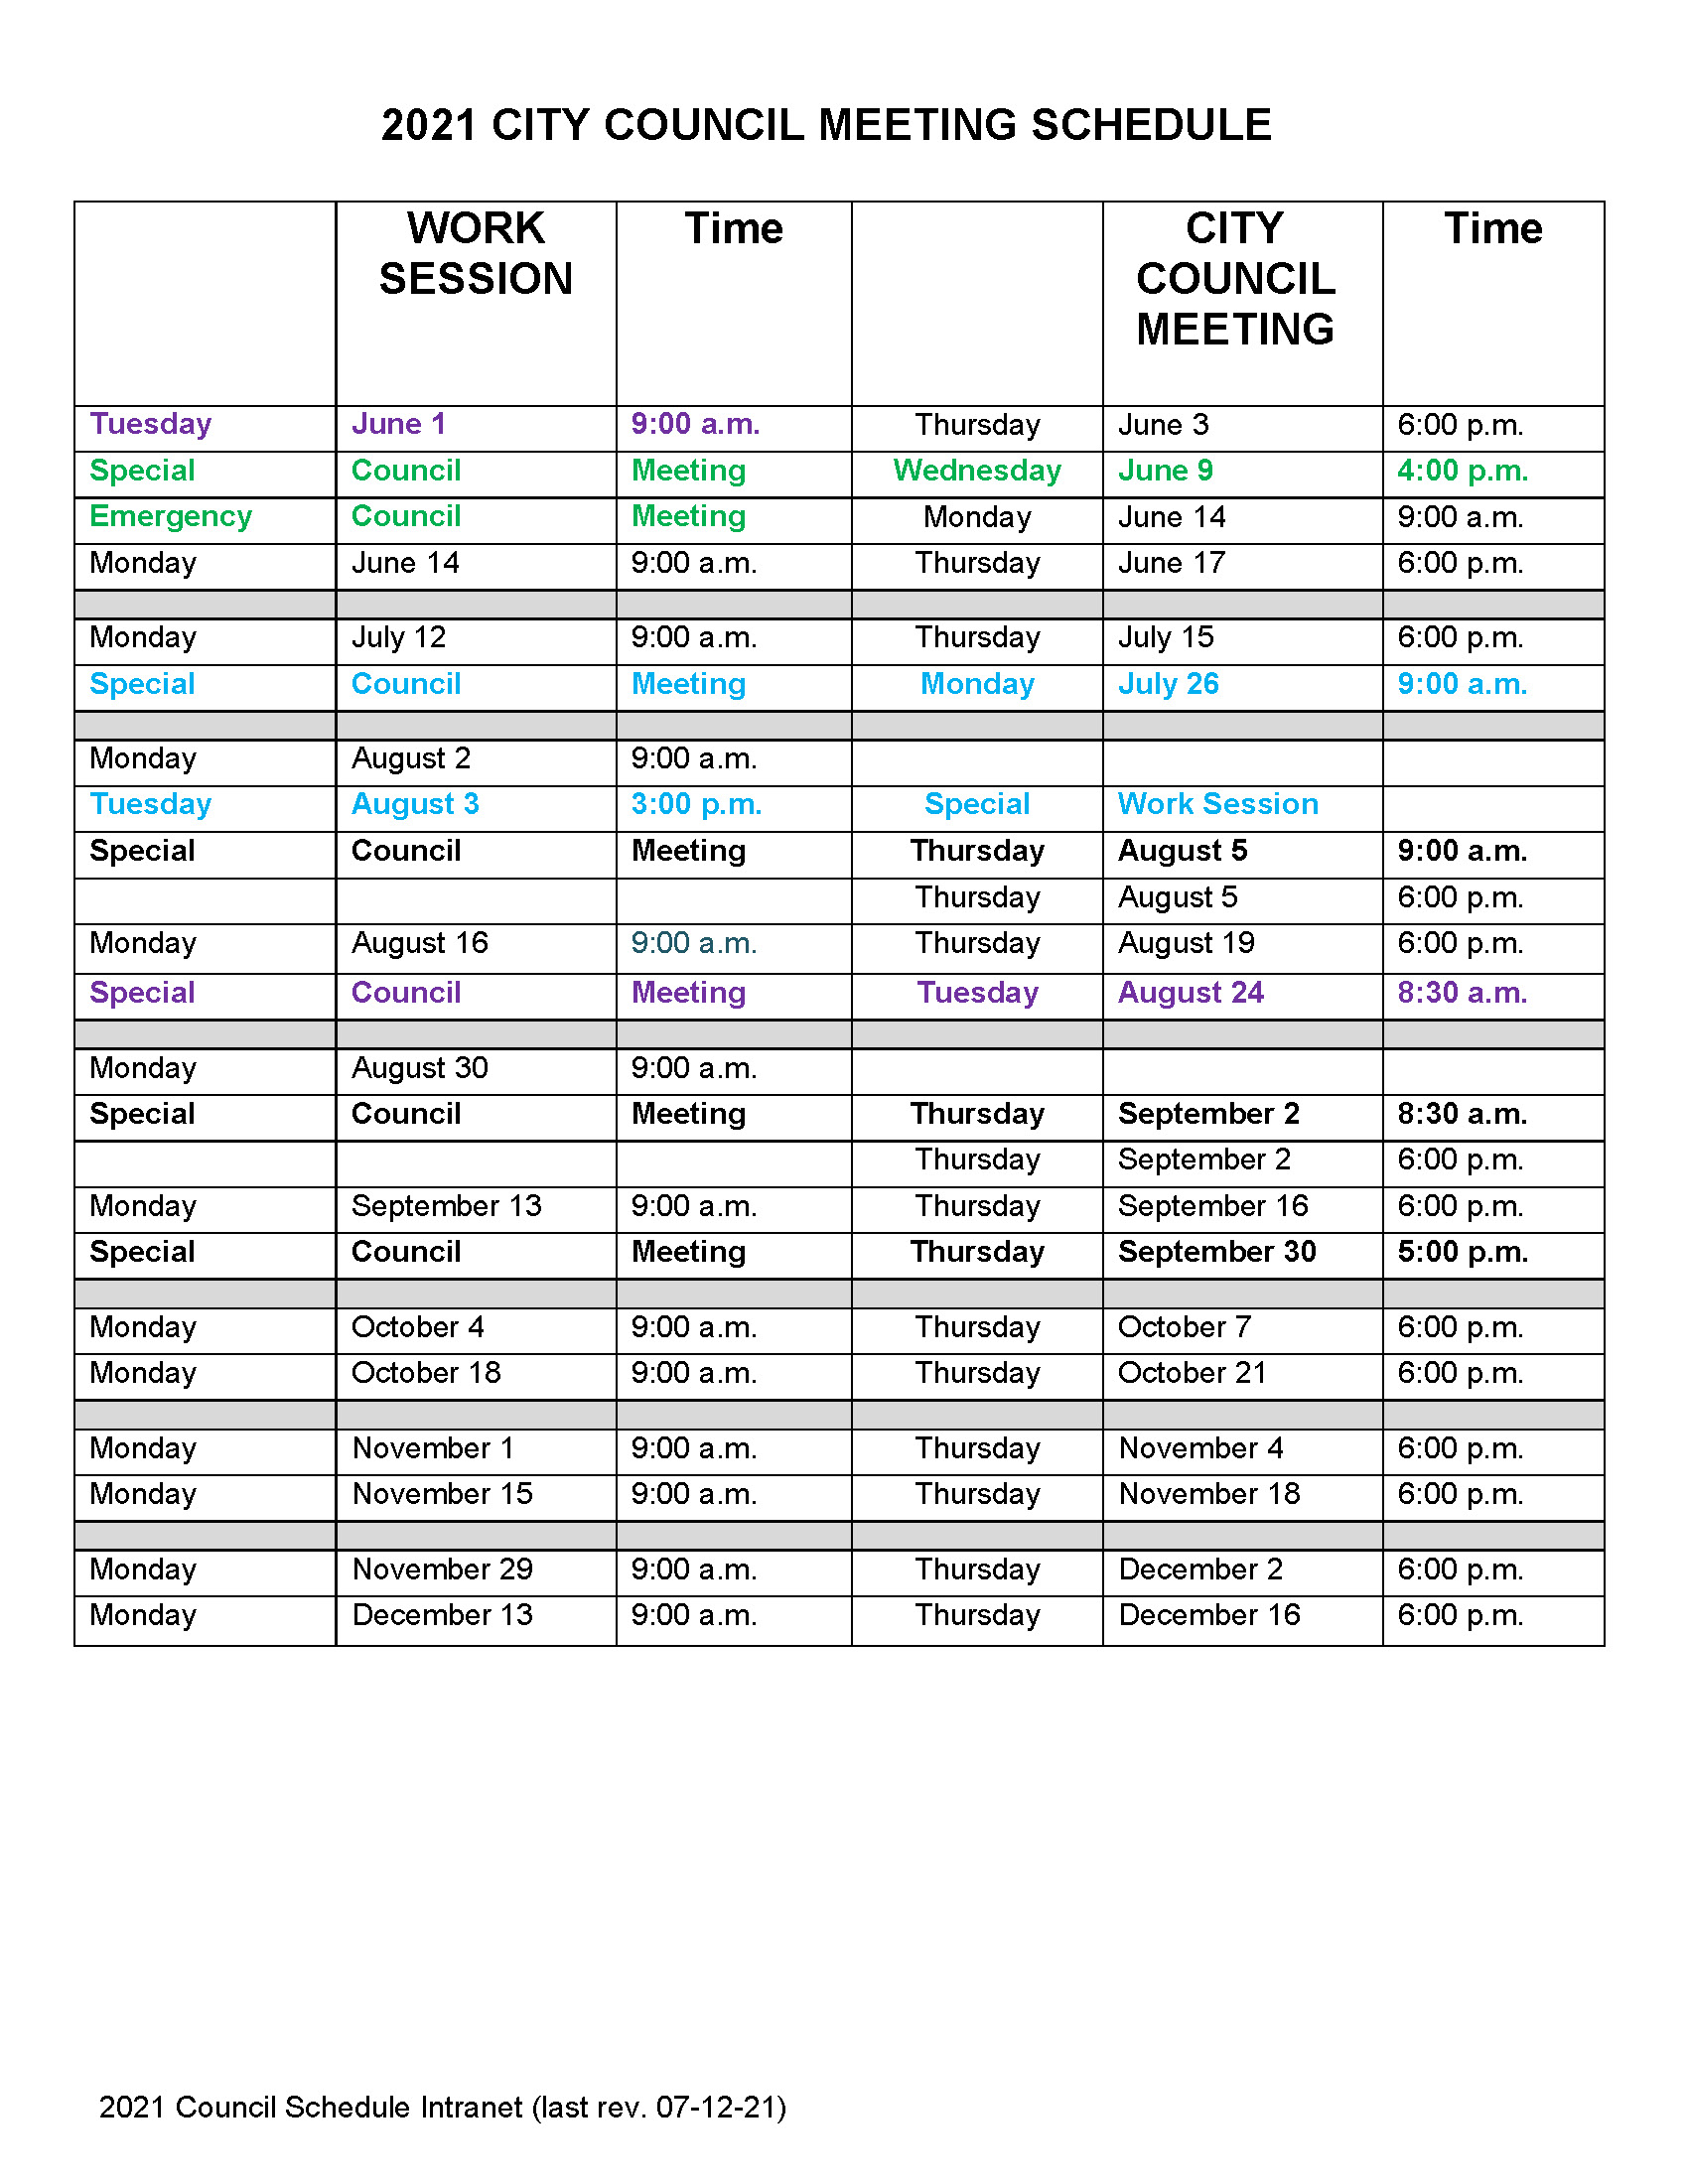 2021 CITY COUNCIL MEETING SCHEDULE
WORK SESSION Time CITY COUNCIL MEETING Time
Tuesday June 1 9:00 a.m. Thursday June 3 6:00 p.m.
Special Council Meeting Wednesday June 9 4:00 p.m.
Emergency Council Meeting Monday June 14 9:00 a.m.
Monday June 14 9:00 a.m. Thursday June 17 6:00 p.m.
Monday July 12 9:00 a.m. Thursday July 15 6:00 p.m.
Special Council Meeting Monday July 26 9:00 a.m.
Monday August 2 9:00 a.m.
Tuesday August 3 3:00 p.m. Special Work Session
Special Council Meeting Thursday August 5 9:00 a.m.
Thursday August 5 6:00 p.m.
Monday August 16 9:00 a.m. Thursday August 19 6:00 p.m.
Special Council Meeting Tuesday August 24 8:30 a.m.
Monday August 30 9:00 a.m.
Special Council Meeting Thursday September 2 8:30 a.m.
Thursday September 2 6:00 p.m.
Monday September 13 9:00 a.m. Thursday September 16 6:00 p.m.
Special Council Meeting Thursday September 30 5:00 p.m.
Monday October 4 9:00 a.m. Thursday October 7 6:00 p.m.
Monday October 18 9:00 a.m. Thursday October 21 6:00 p.m.
Monday November 1 9:00 a.m. Thursday November 4 6:00 p.m.
Monday November 15 9:00 a.m. Thursday November 18 6:00 p.m.
Monday November 29 9:00 a.m. Thursday December 2 6:00 p.m.
Monday December 13 9:00 a.m. Thursday December 16 6:00 p.m.
2021 Council Schedule Intranet (last rev. 07-12-21)